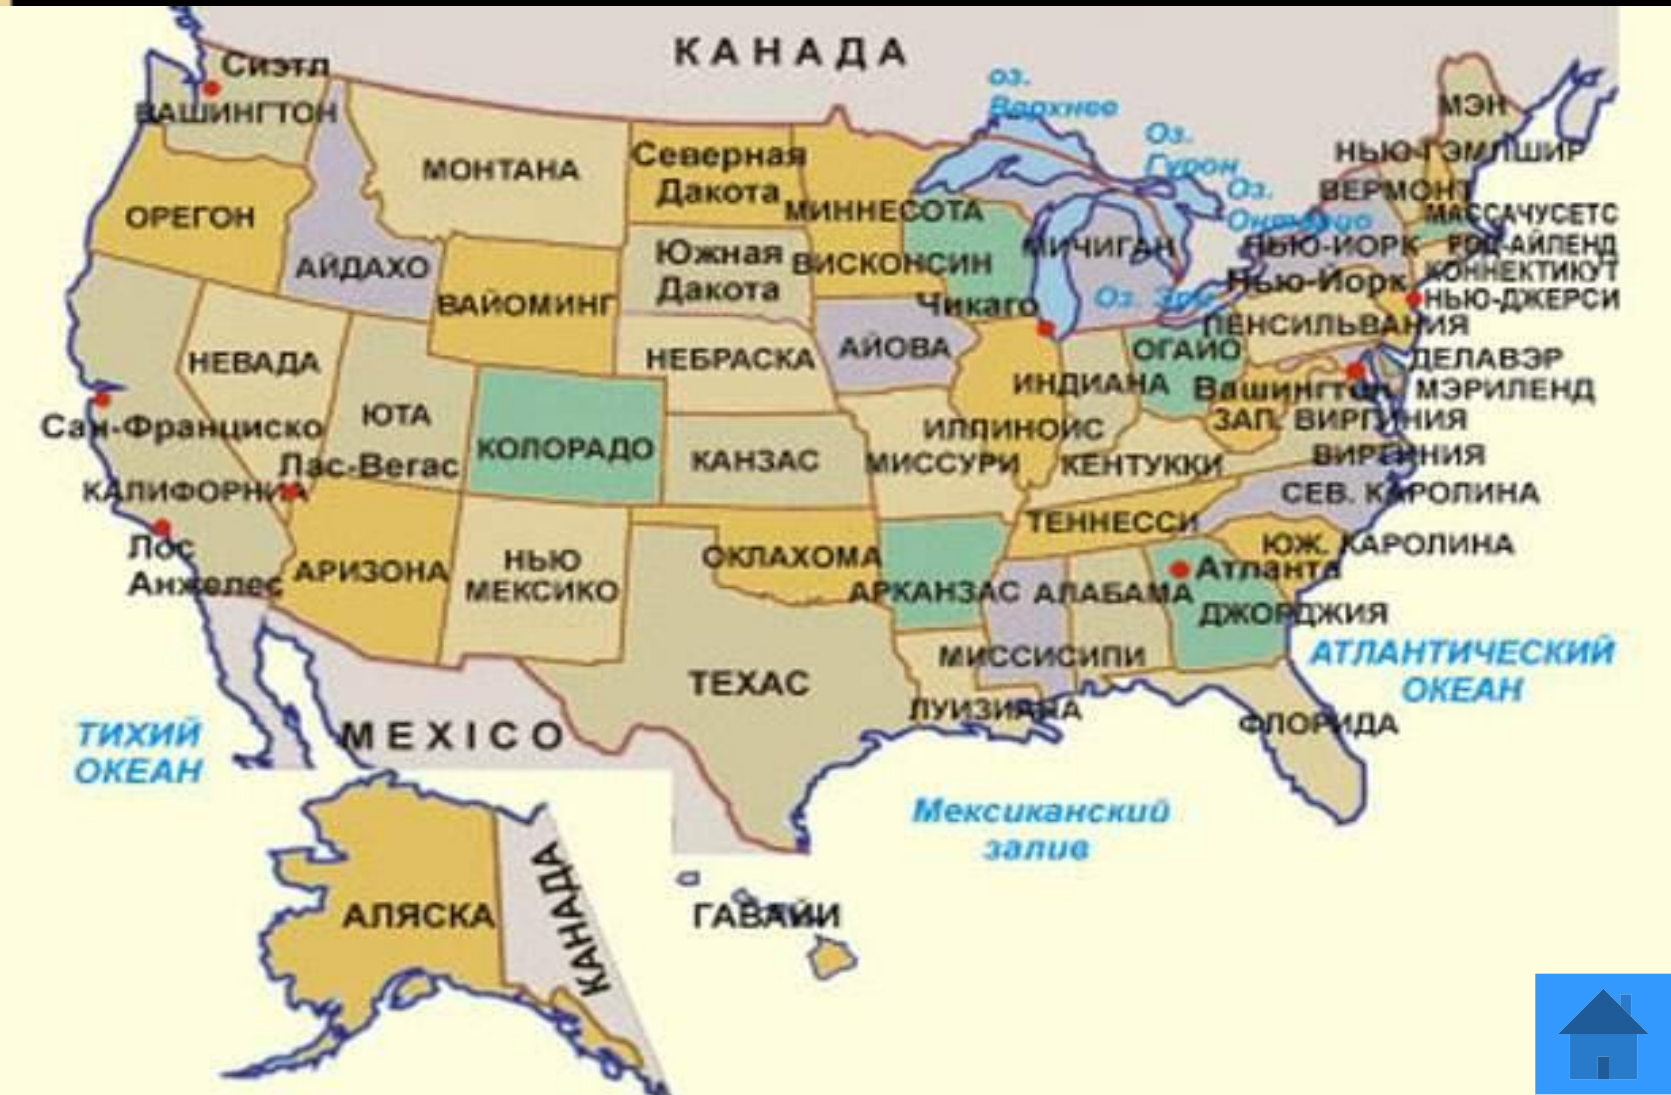 КАНАДА
Сиэтл
оз.
Верхнее
ВАШИНГТОН
МЭН
Оз.
Гурон
МОНТАНА
Северная
Дакота
НЬЮ-ГЭМПШИР
ВЕРМОНТ
Оз.
Онтарио
ОРЕГОН
МИННЕСОТА
МАССАЧУСЕТС
АЙДАХО
Южная
Дакота
ВИСКОНСИН
МИЧИГАН
НЬЮ-ЙОРК
РОД-АЙЛЕНД
КОННЕКТИКУТ
Нью-Йорк
НЬЮ-ДЖЕРСИ
ВАЙОМИНГ
Чикаго
Оз. Эри
ПЕНСИЛЬВАНИЯ
НЕВАДА
НЕБРАСКА
АЙОВА
ОГАЙО
ДЕЛАВЭР
ИНДИАНА
Вашингтон
МЭРИЛЕНД
ЮТА
Сан-Франциско
ИЛЛИНОИС
ЗАП. ВИРГИНИЯ
КОЛОРАДО
Лас-Вегас
КАНЗАС
МИССУРИ
КЕНТУККИ
ВИРГИНИЯ
КАЛИФОРНИЯ
СЕВ. КАРОЛИНА
ТЕННЕССИ
Лос
Анжелес
АРИЗОНА
НЬЮ
МЕКСИКО
ОКЛАХОМА
ЮЖ. КАРОЛИНА
Атланта
АРКАНЗАС
АЛАБАМА
ДЖОРДЖИЯ
МИССИСИПИ
АТЛАНТИЧЕСКИЙ
ОКЕАН
ТЕХАС
ЛУИЗИАНА
ФЛОРИДА
ТИХИЙ
ОКЕАН
MEXICO
Мексиканский
залив
АЛЯСКА
КАНАДА
ГАВАЙИ